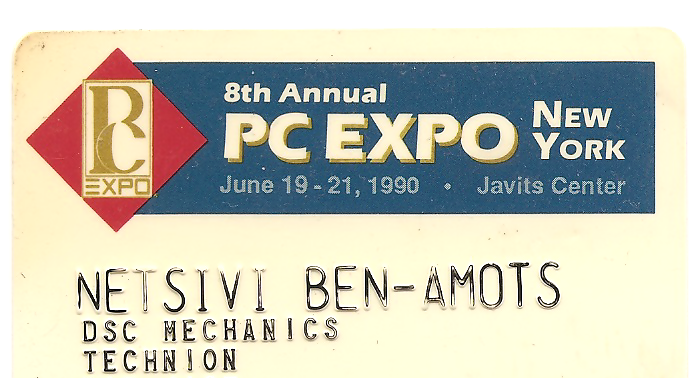 PC
EXPO
8th Annual
PC EXPO NEW YORK
June 19 - 21, 1990 • Javits Center
NETSIVI BEN-AMOTS
DSC MECHANICS
TECHNION